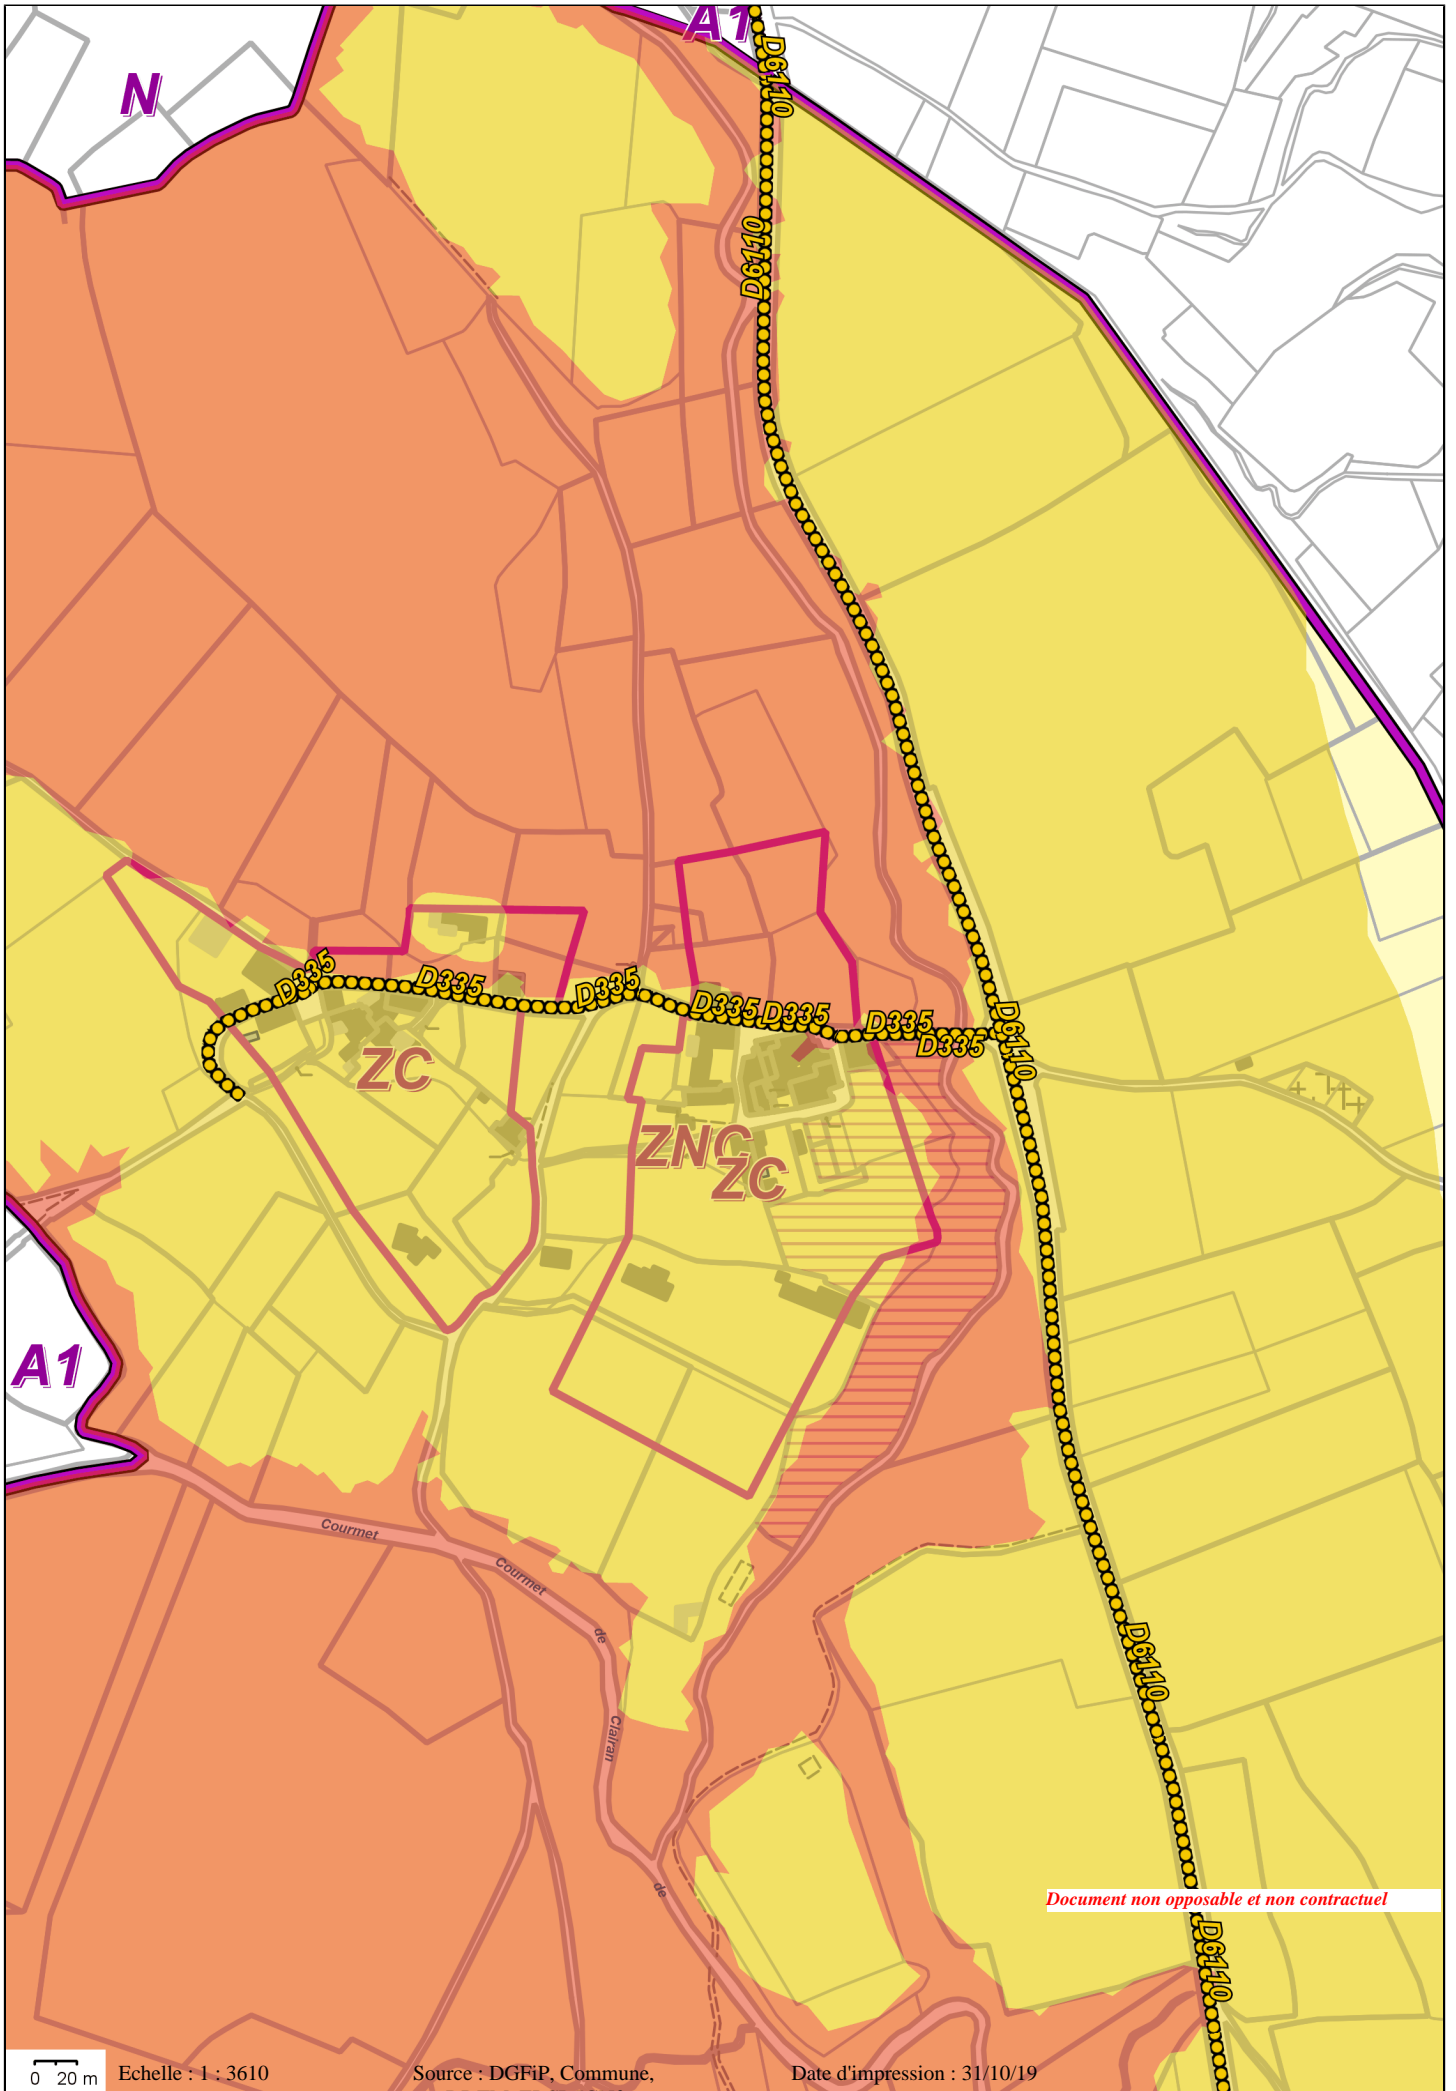 A1
D6110
N
D6110
D335
D335
D335
D335
D335
D335
D335
D6110
ZC
ZNC
ZC
A1
Courmet
Courmet
de
Clairan
de
D6110
Document non opposable et non contractuel
D6110
0 20 m
Echelle : 1 : 3610
Source : DGFiP, Commune,
Date d'impression : 31/10/19